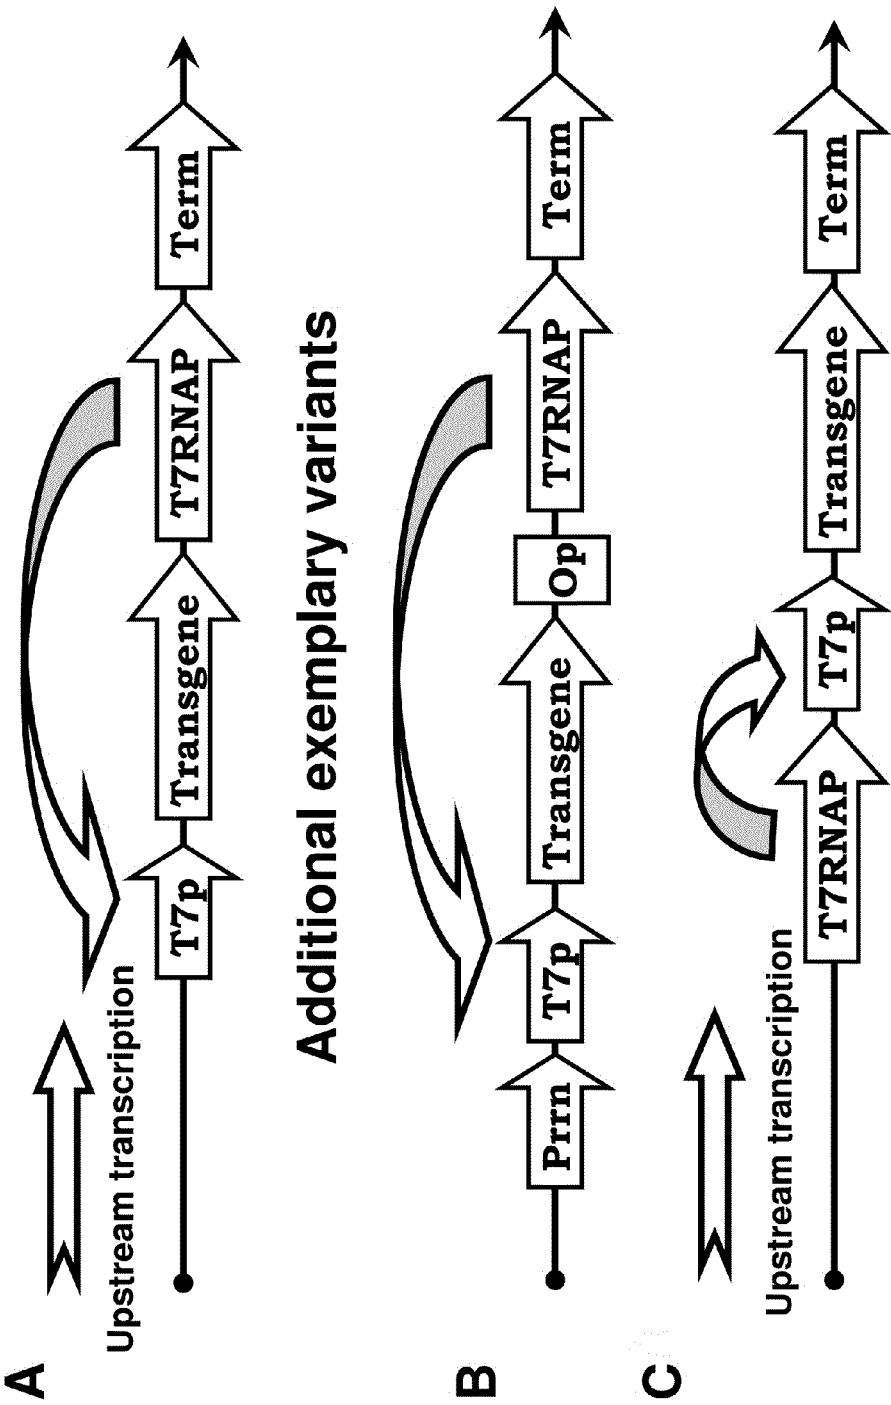 A
Upstream transcription
T7p
Transgene
T7RNAP
Term
Additional exemplary variants
B
Prrn
T7p
Transgene
Op
T7RNAP
Term
C
Upstream transcription
T7RNAP
T7p
Transgene
Term